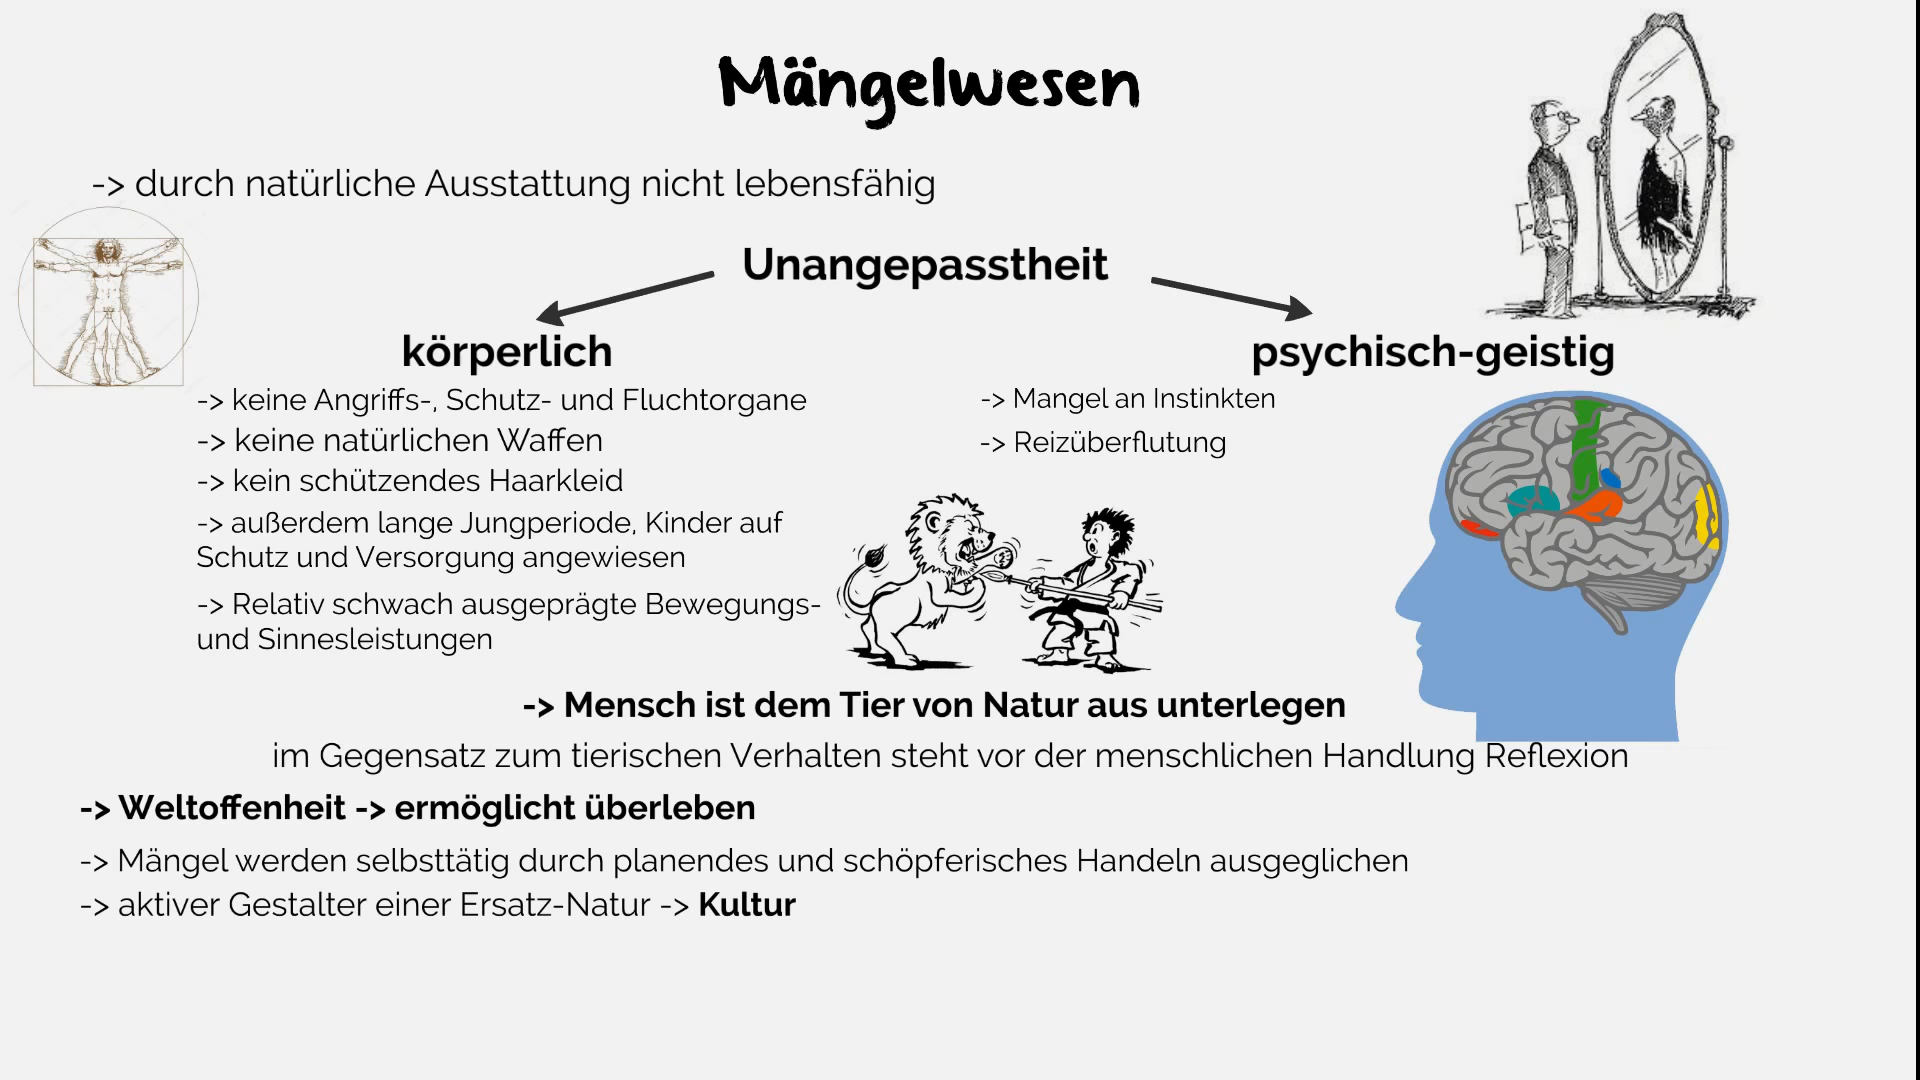 Mängelwesen
-> durch natürliche Ausstattung nicht lebensfähig
Unangepasstheit
körperlich
-> keine Angriffs-, Schutz- und Fluchtorgane
-> keine natürlichen Waffen
-> kein schützendes Haarkleid
-> außerdem lange Jungperiode, Kinder auf
Schutz und Versorgung angewiesen
-> Relativ schwach ausgeprägte Bewegungs-
und Sinnesleistungen
psychisch-geistig
-> Mangel an Instinkten
-> Reizüberflutung
-> Mensch ist dem Tier von Natur aus unterlegen
im Gegensatz zum tierischen Verhalten steht vor der menschlichen Handlung Reflexion
-> Weltoffenheit -> ermöglicht überleben
-> Mängel werden selbsttätig durch planendes und schöpferisches Handeln ausgeglichen
-> aktiver Gestalter einer Ersatz-Natur -> Kultur